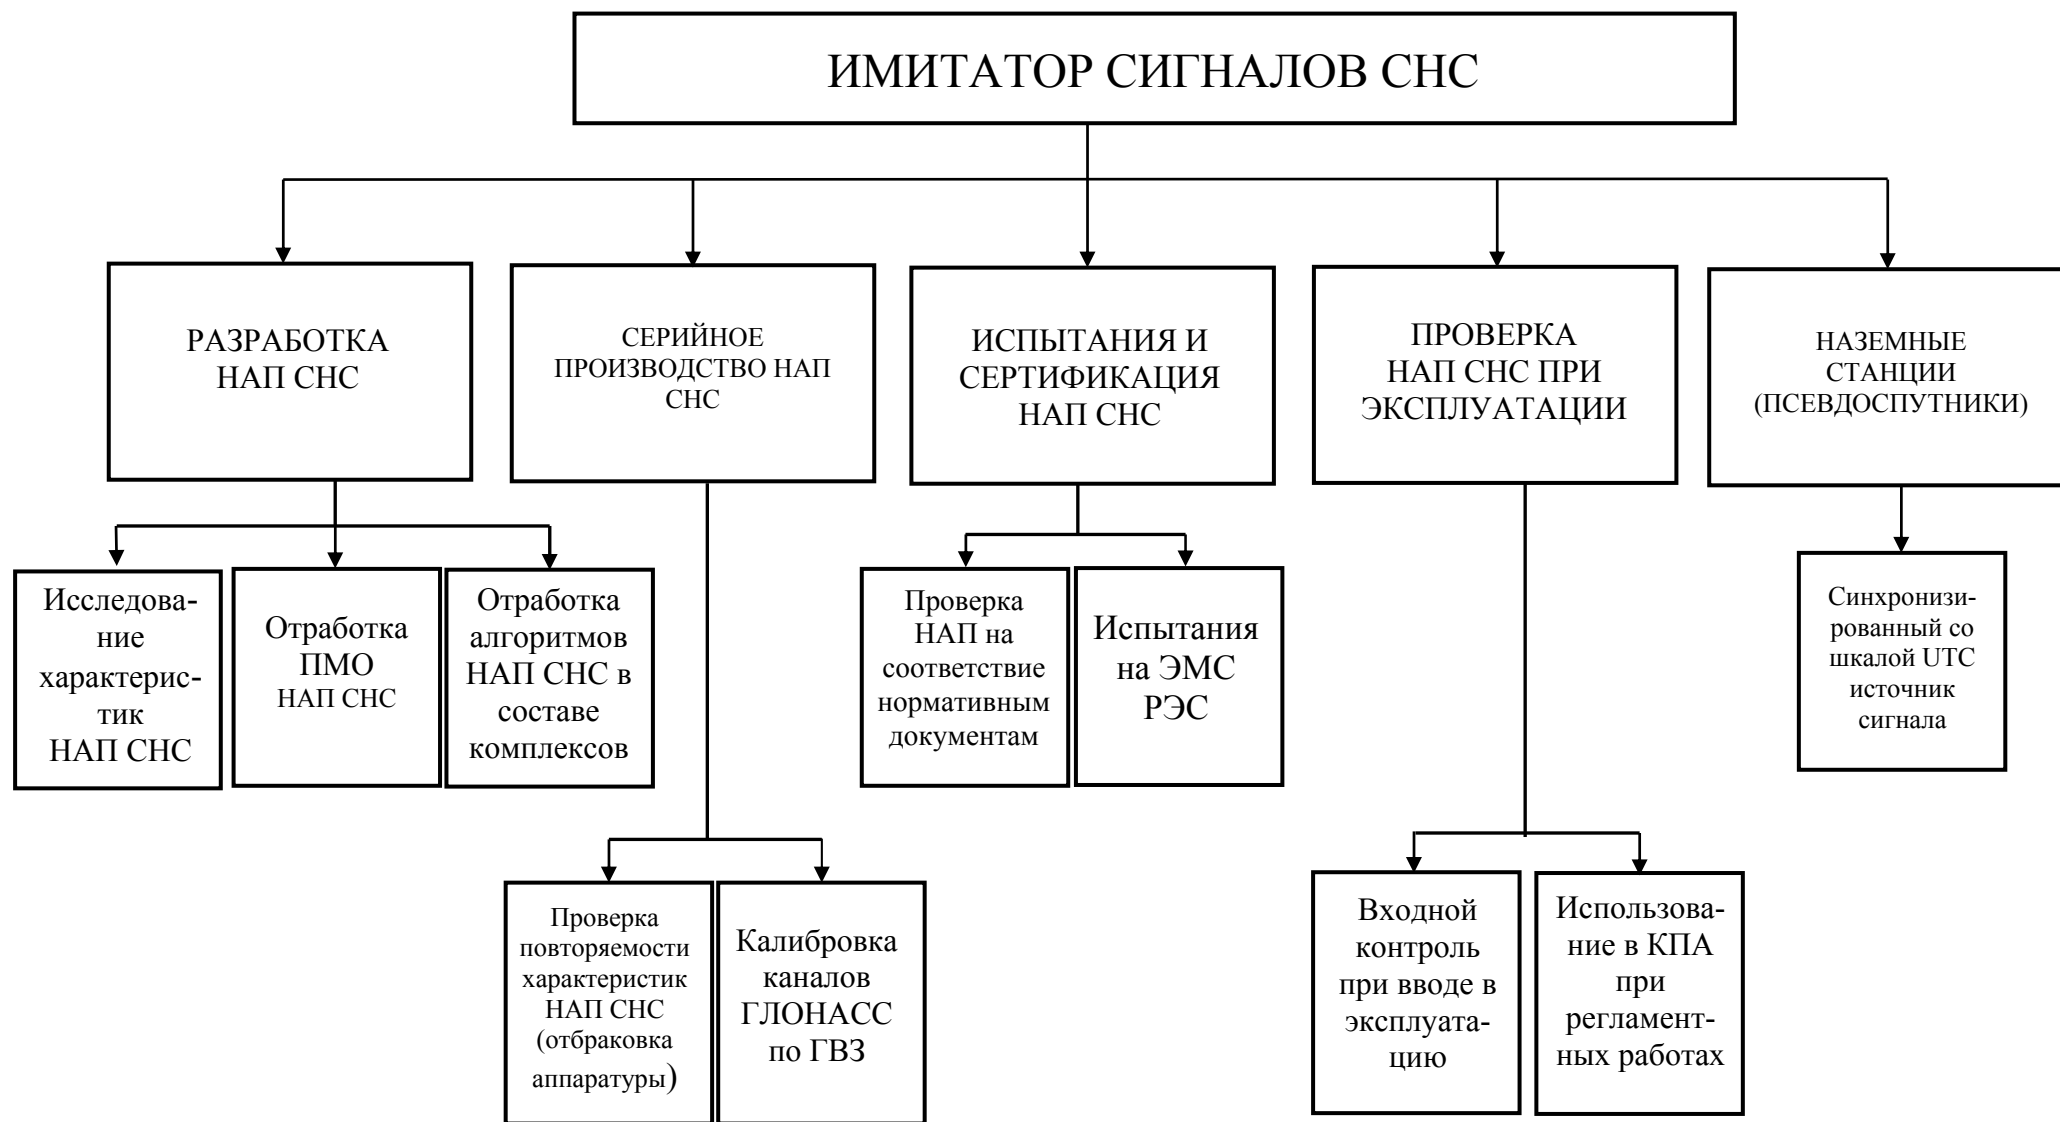 ИМИТАТОР СИГНАЛОВ СНС
РАЗРАБОТКА
НАП СНС
СЕРИЙНОЕ
ПРОИЗВОДСТВО НАП
СНС
ИСПЫТАНИЯ И
СЕРТИФИКАЦИЯ
НАП СНС
ПРОВЕРКА
НАП СНС ПРИ
ЭКСПЛУАТАЦИИ
НАЗЕМНЫЕ
СТАНЦИИ
(ПСЕВДОСПУТНИКИ)
Исследова-
ние
характерис-
тик
НАП СНС
Отработка
ПМО
НАП СНС
Отработка
алгоритмов
НАП СНС в
составе
комплексов
Проверка
НАП на
соответствие
нормативным
документам
Испытания
на ЭМС
РЭС
Синхронизи-
рованный со
шкалой UTC
источник
сигнала
Проверка
повторяемости
характеристик
НАП СНС
(отбраковка
аппаратуры)
Калибровка
каналов
ГЛОНАСС
по ГВЗ
Входной
контроль
при вводе в
эксплуата-
цию
Использова-
ние в КПА
при
регламент-
ных работах